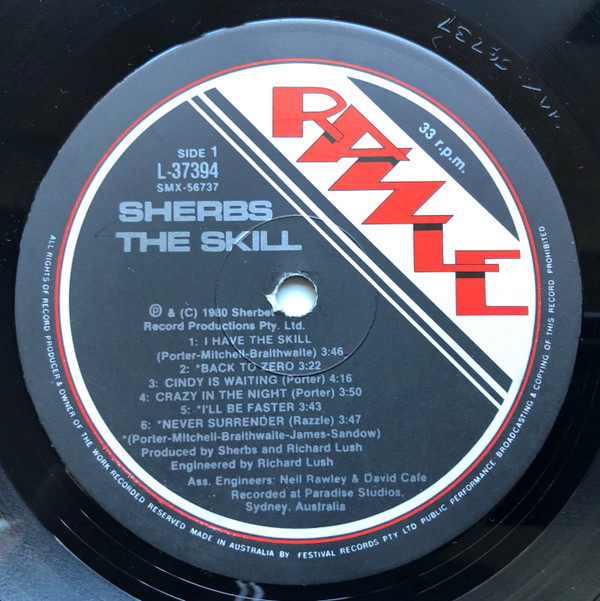 RAZZLE
33 r.p.m.
SIDE 1
L-37394
SMX-56737
SHERBS
THE SKILL
Ⓟ & (C) 1980 Sherbet
Record Productions Pty. Ltd.
1: I HAVE THE SKILL
(Porter-Mitchell-Braithwaite) 3:46
2: *BACK TO ZERO 3:22
3: CINDY IS WAITING (Porter) 4:16
4: CRAZY IN THE NIGHT (Porter) 3:50
5: *I'LL BE FASTER 3:43
6: *NEVER SURRENDER (Razzle) 3:47
*(Porter-Mitchell-Braithwaite-James-Sandow)
Produced by Sherbs and Richard Lush
Engineered by Richard Lush
Ass. Engineers: Neil Rawley & David Cafe
Recorded at Paradise Studios,
Sydney, Australia
ALL RIGHTS OF RECORD PRODUCER & OWNER OF THE WORK RECORDED RESERVED MADE IN AUSTRALIA BY FESTIVAL RECORDS PTY LTD PUBLIC PERFORMANCE BROADCASTING & COPYING OF THIS RECORD PROHIBITED